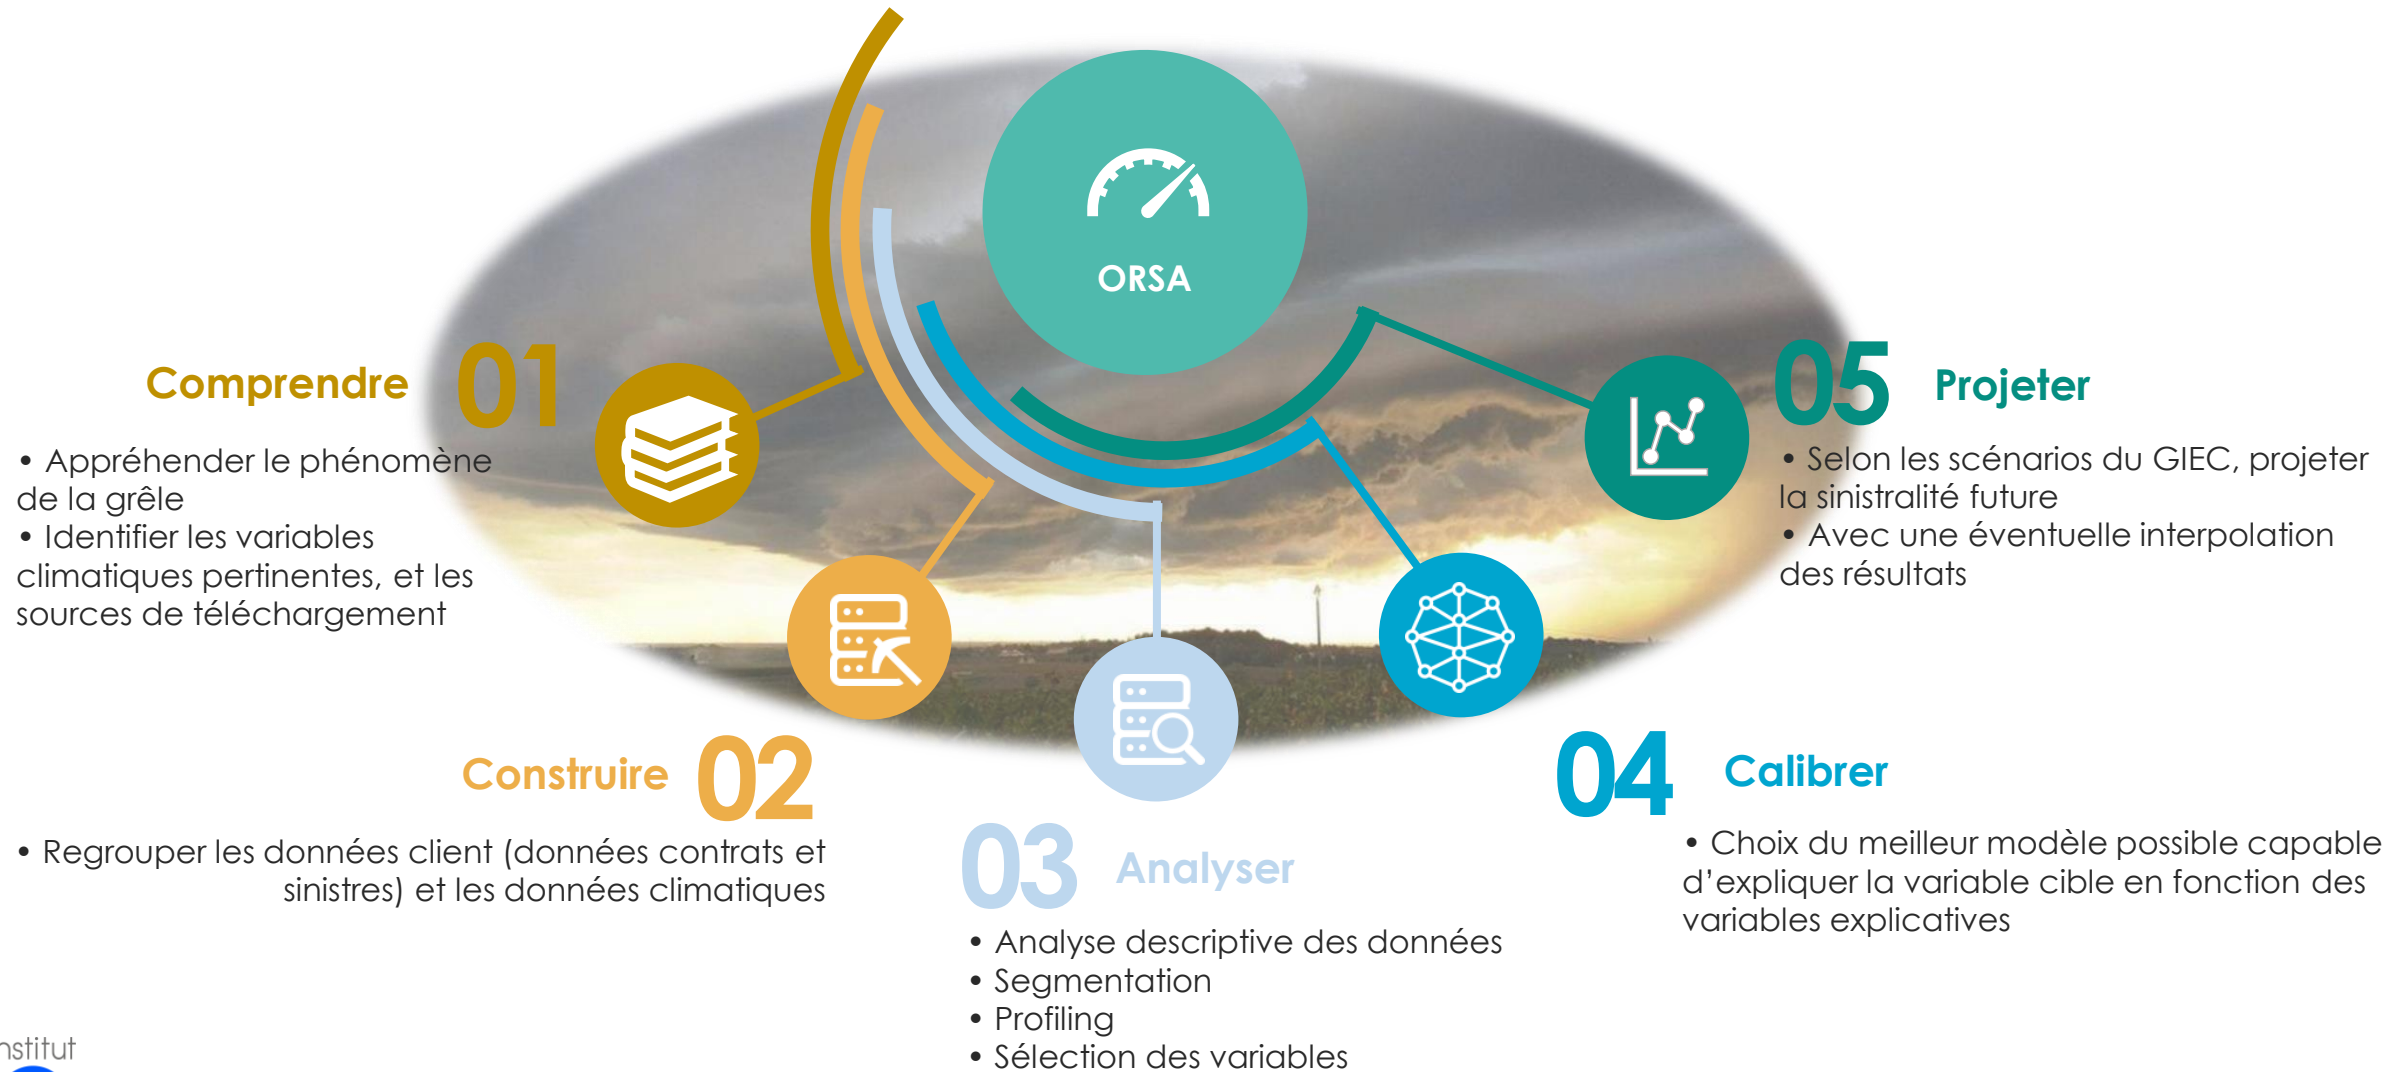 ORSA
Comprendre 01
• Appréhender le phénomène
de la grêle
• Identifier les variables
climatiques pertinentes, et les
sources de téléchargement
Construire 02
• Regrouper les données client (données contrats et
sinistres) et les données climatiques
03 Analyser
• Analyse descriptive des données
• Segmentation
• Profiling
• Sélection des variables
04 Calibrer
• Choix du meilleur modèle possible capable
d’expliquer la variable cible en fonction des
variables explicatives
05 Projeter
• Selon les scénarios du GIEC, projeter
la sinistralité future
• Avec une éventuelle interpolation
des résultats
nstitut